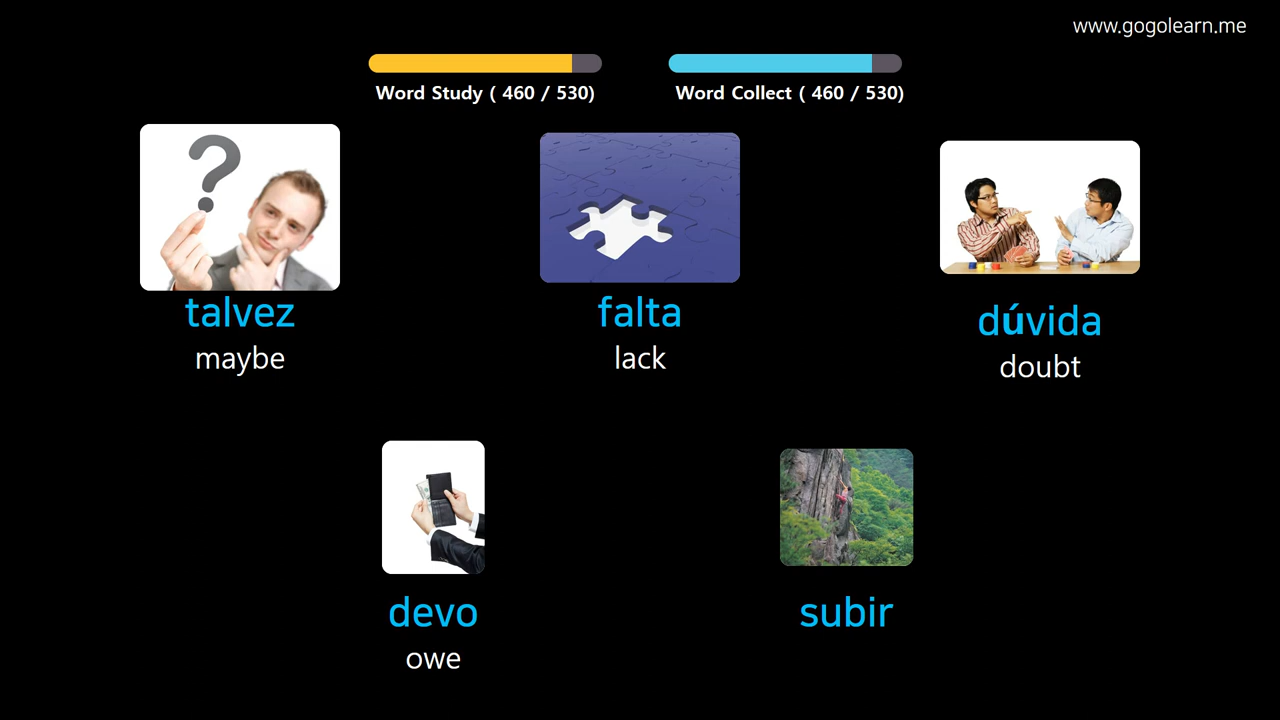 www.gogolearn.me
Word Study ( 460 / 530)
Word Collect ( 460 / 530)
talvez
maybe
falta
lack
dúvida
doubt
devo
owe
subir